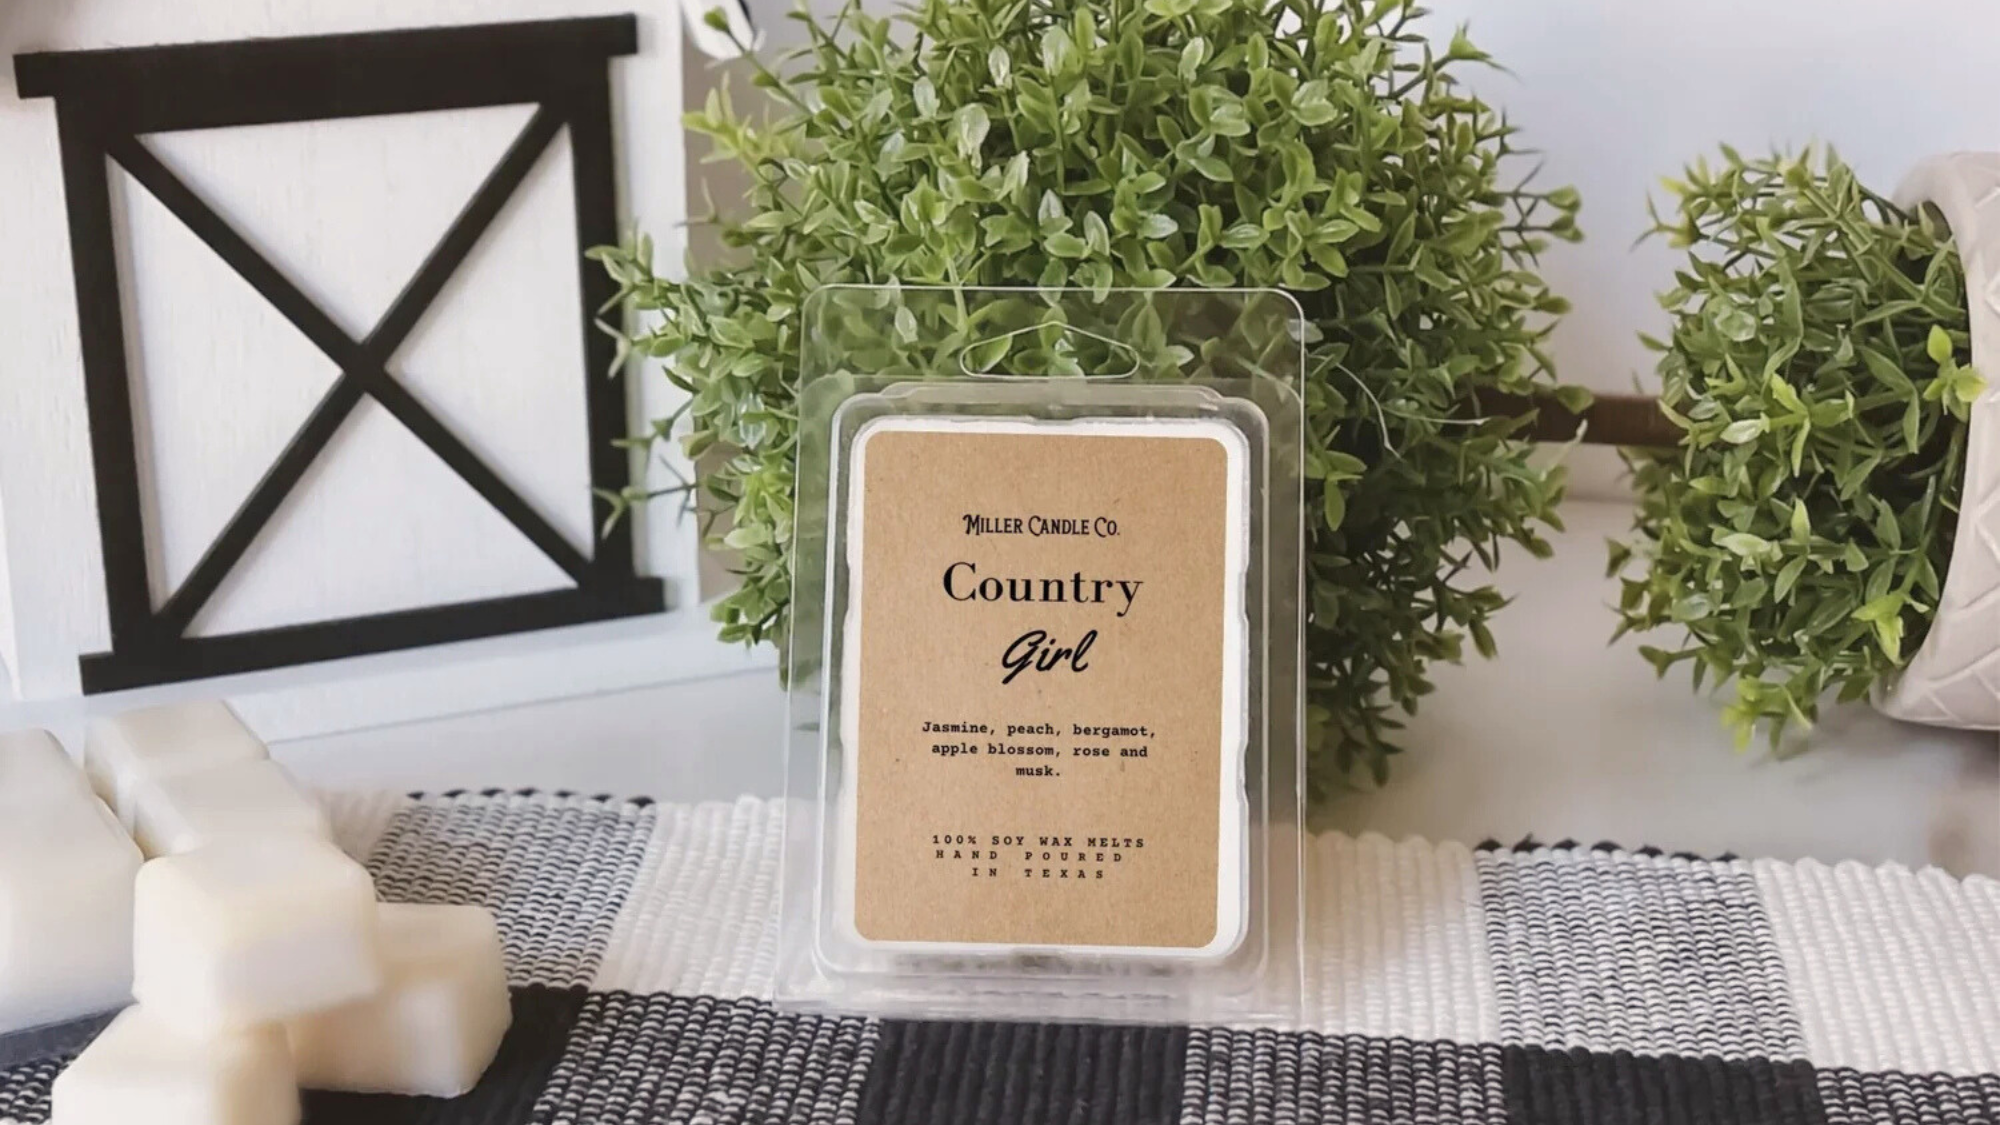 Miller Candle Co.
Country
Girl
Jasmine, peach, bergamot,
apple blossom, rose and
musk.
100% SOY WAX MELTS
HAND POURED
IN TEXAS